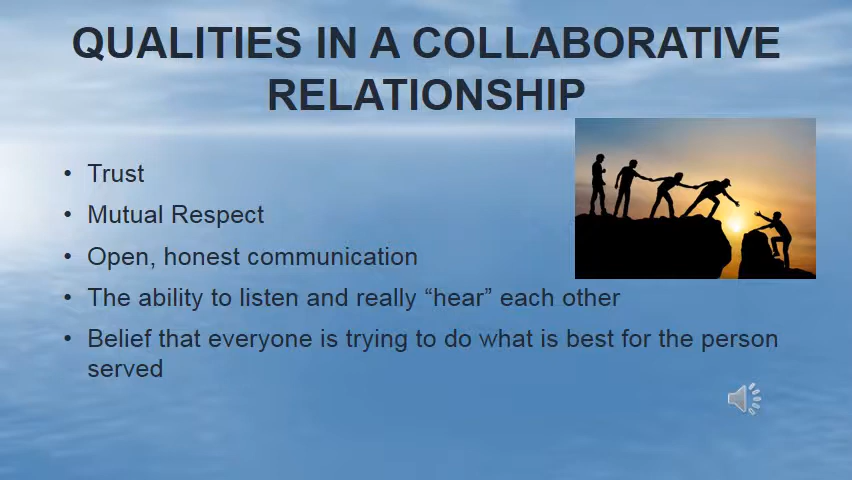 QUALITIES IN A COLLABORATIVE
RELATIONSHIP
• Trust
• Mutual Respect
• Open, honest communication
• The ability to listen and really “hear” each other
• Belief that everyone is trying to do what is best for the person
served